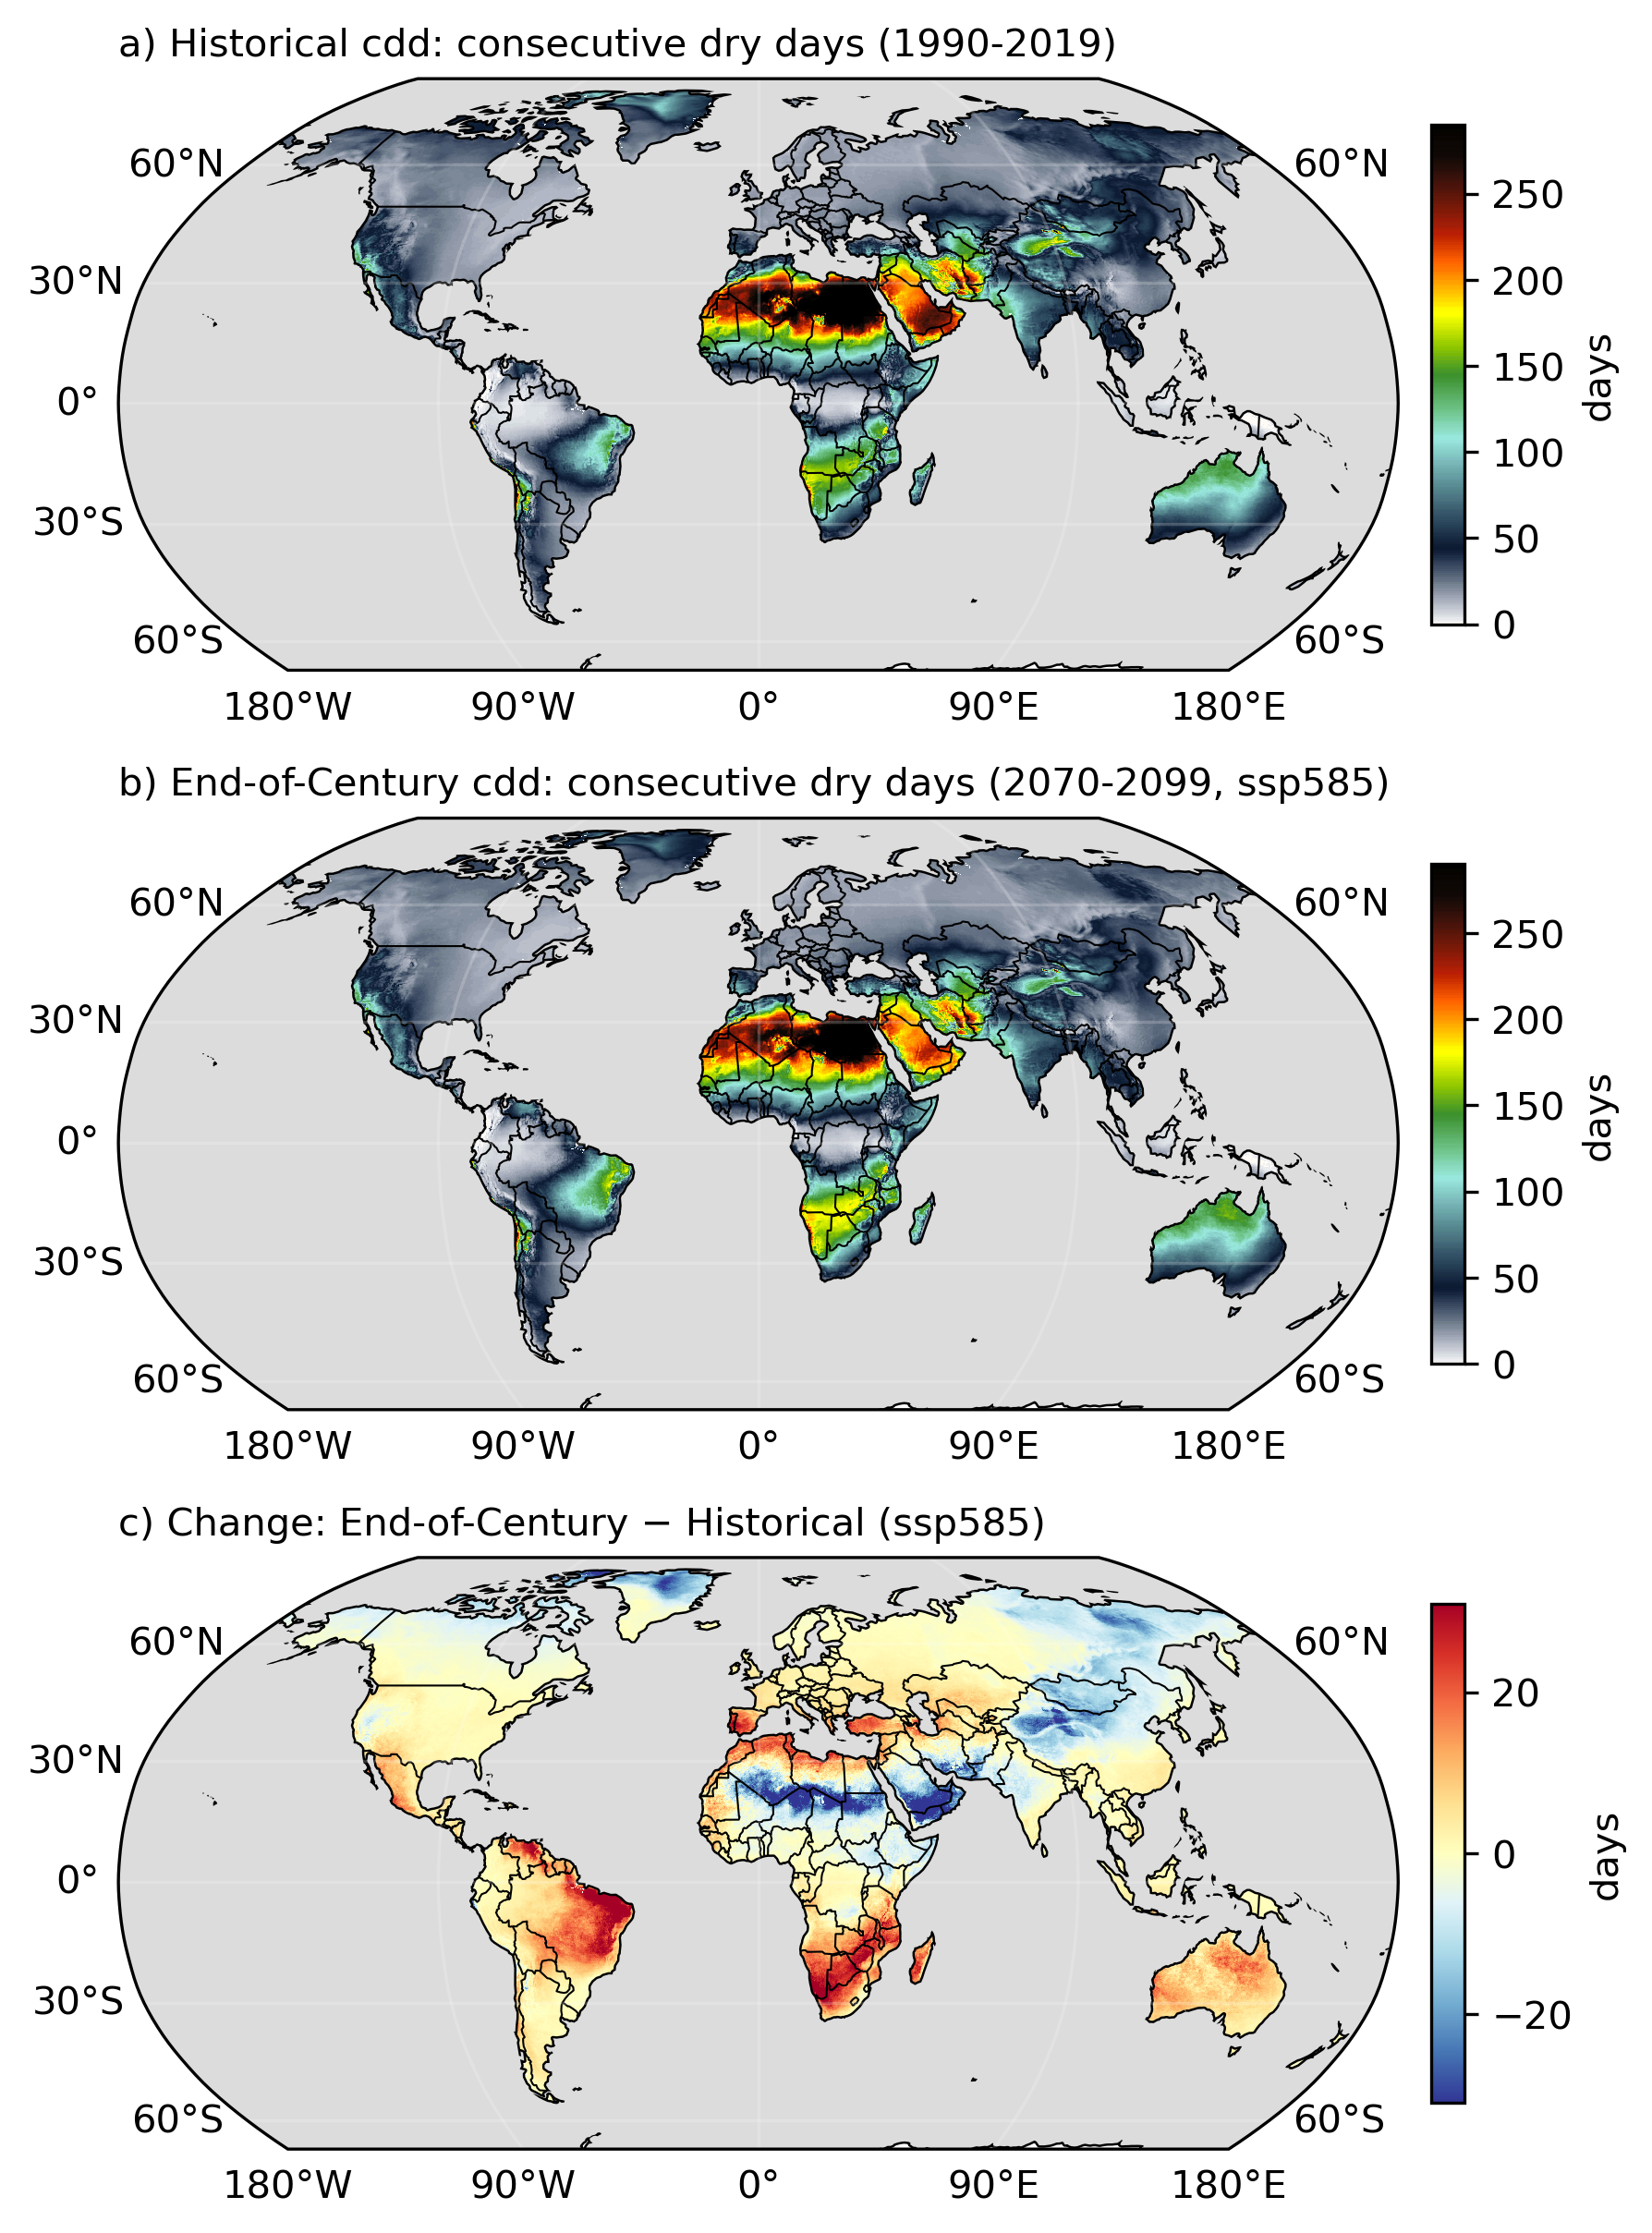 a) Historical cdd: consecutive dry days (1990-2019)
60°N
60°N
30°N
0°
30°S
60°S
60°S
180°W
90°W
0°
90°E
180°E
250
200
150
100
50
0
days
b) End-of-Century cdd: consecutive dry days (2070-2099, ssp585)
60°N
60°N
30°N
0°
30°S
60°S
60°S
180°W
90°W
0°
90°E
180°E
250
200
150
100
50
0
days
c) Change: End-of-Century − Historical (ssp585)
60°N
60°N
30°N
0°
30°S
60°S
60°S
180°W
90°W
0°
90°E
180°E
20
0
−20
days